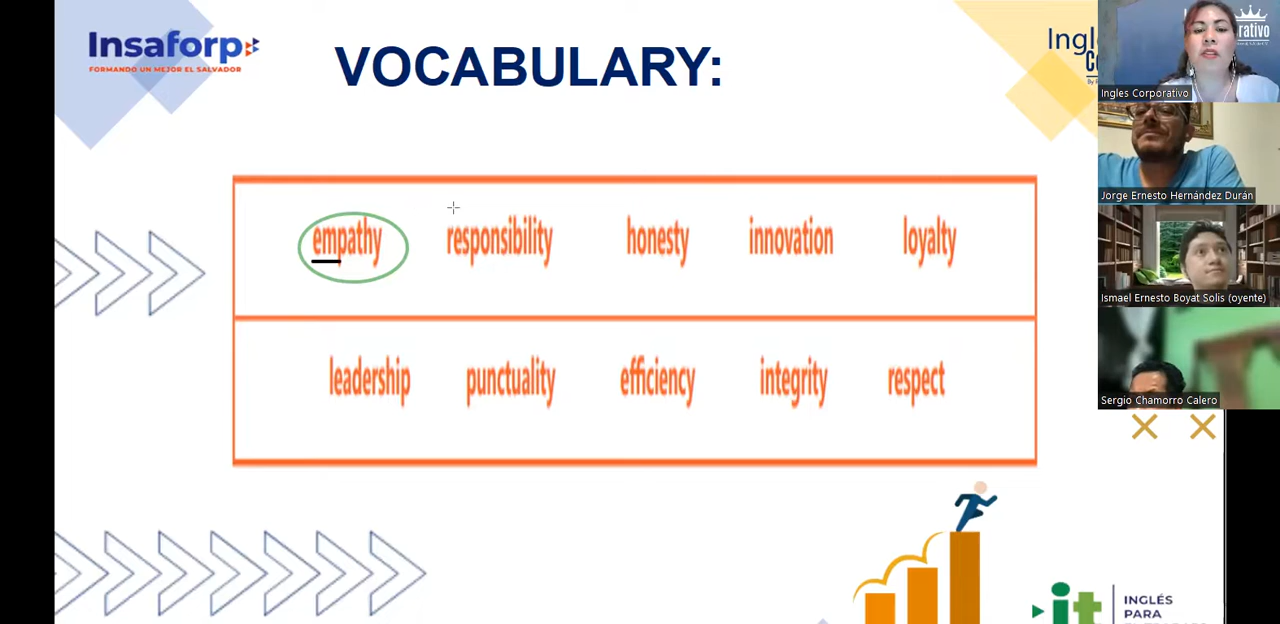 Insaforp
FORMANDO UN MEJOR EL SALVADOR
VOCABULARY:
Ingles Corporativo
Jorge Ernesto Hernández Durán
Ismael Ernesto Boyat Solis (oyente)
Sergio Chamorro Calero
empathy responsibility honesty innovation loyalty
leadership punctuality efficiency integrity respect
it
INGLÉS
PARA